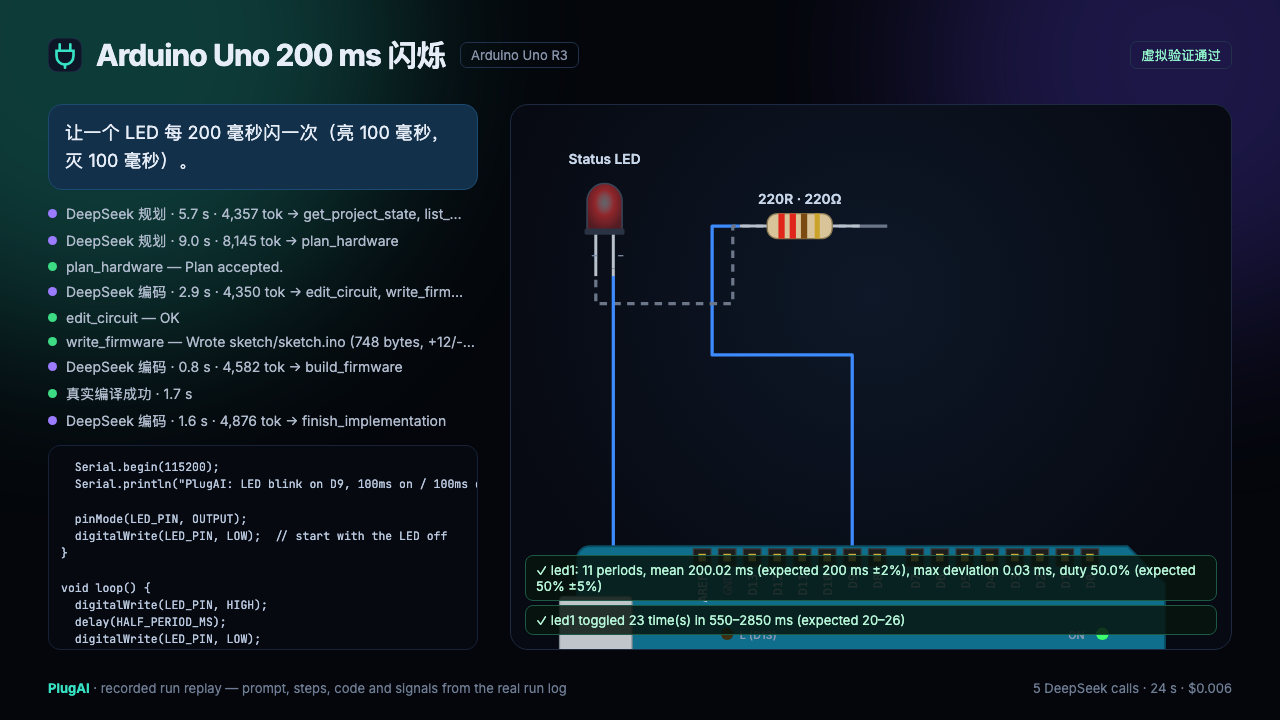 Arduino Uno 200 ms 闪烁
Arduino Uno R3
虚拟验证通过
让一个 LED 每 200 毫秒闪一次（亮 100 毫秒，
灭 100 毫秒）。
DeepSeek 规划 · 5.7 s · 4,357 tok → get_project_state, list_...
DeepSeek 规划 · 9.0 s · 8,145 tok → plan_hardware
plan_hardware — Plan accepted.
DeepSeek 编码 · 2.9 s · 4,350 tok → edit_circuit, write_firm...
edit_circuit — OK
write_firmware — Wrote sketch/sketch.ino (748 bytes, +12/-...
DeepSeek 编码 · 0.8 s · 4,582 tok → build_firmware
真实编译成功 · 1.7 s
DeepSeek 编码 · 1.6 s · 4,876 tok → finish_implementation
Serial.begin(115200);
Serial.println("PlugAI: LED blink on D9, 100ms on / 100ms
pinMode(LED_PIN, OUTPUT);
digitalWrite(LED_PIN, LOW);  // start with the LED off
}
void loop() {
digitalWrite(LED_PIN, HIGH);
delay(HALF_PERIOD_MS);
digitalWrite(LED_PIN, LOW);
Status LED
220R · 220Ω
✓ led1: 11 periods, mean 200.02 ms (expected 200 ms ±2%), max deviation 0.03 ms, duty 50.0% (expected
50% ±5%)
✓ led1 toggled 23 time(s) in 550–2850 ms (expected 20–26)
L (D13)
ON
PlugAI · recorded run replay — prompt, steps, code and signals from the real run log
5 DeepSeek calls · 24 s · $0.006